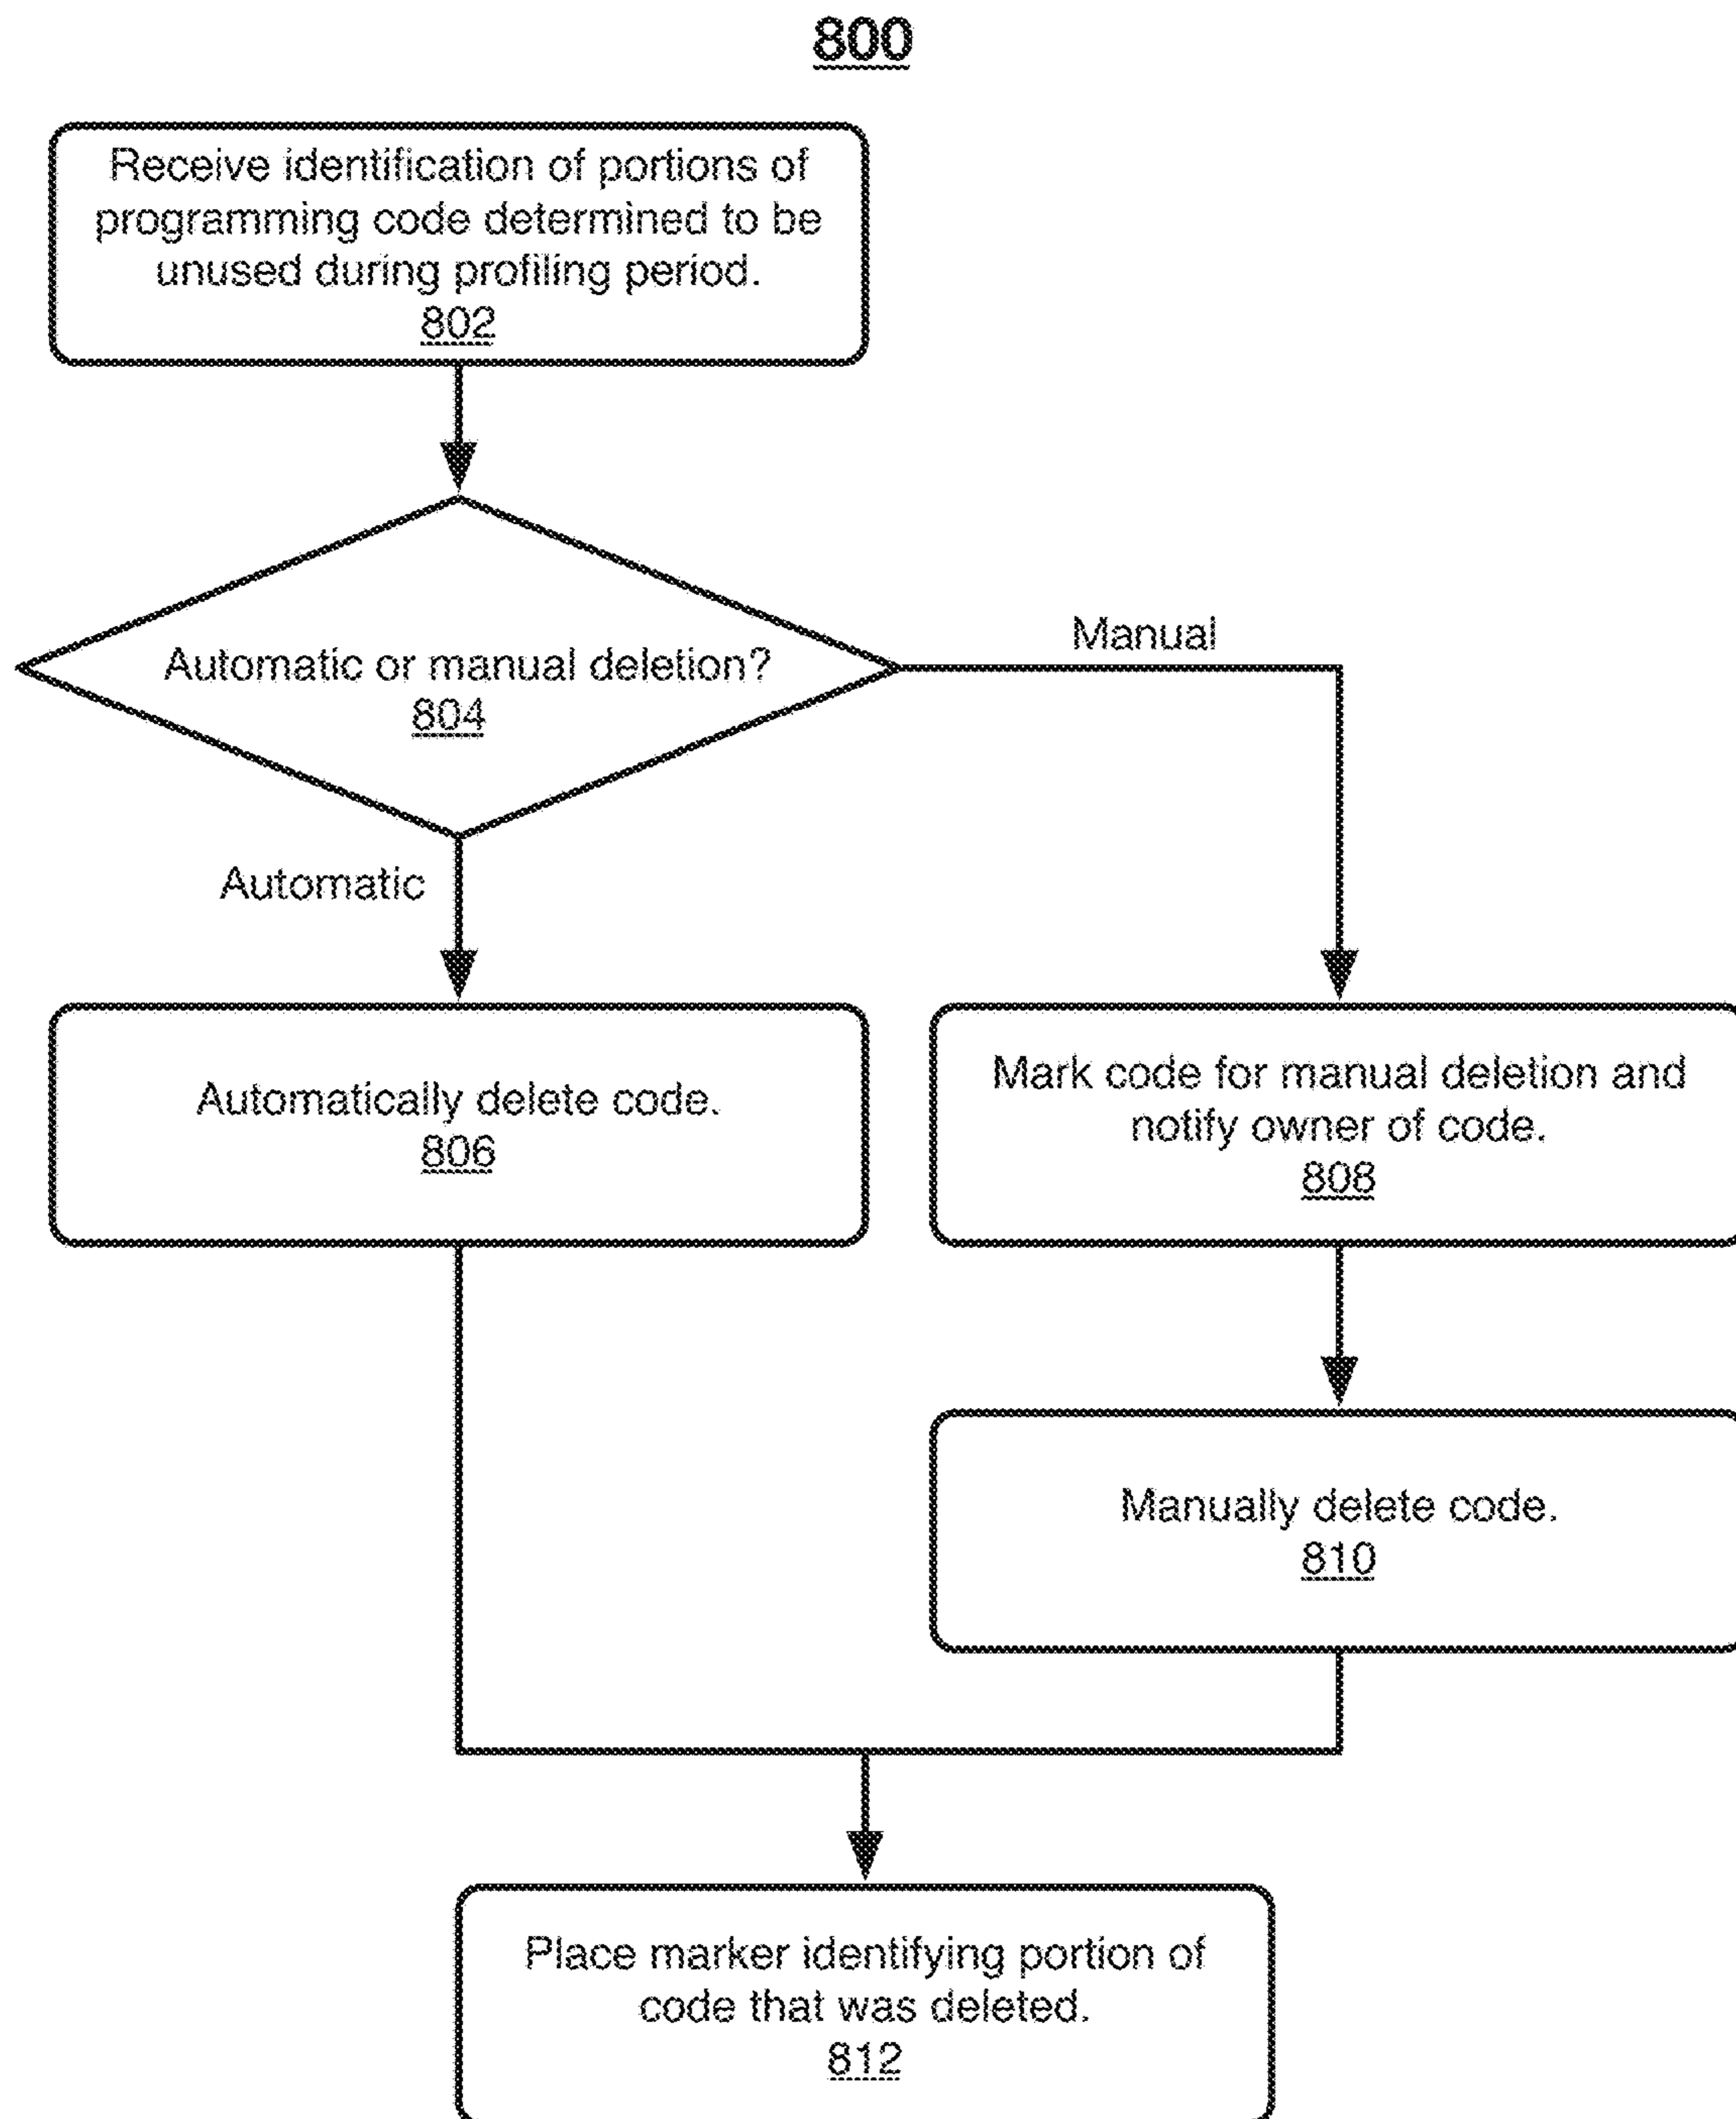 800
Receive identification of portions of
programming code determined to be
unused during profiling period.
802
Automatic or manual deletion?
804
Manual
Automatic
Automatically delete code.
806
Mark code for manual deletion and
notify owner of code.
808
Manually delete code.
810
Place marker identifying portion of
code that was deleted.
812